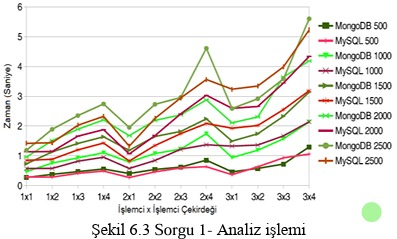 Zaman (Saniye)
6
5
4
3
2
1
0
1x1 1x2 1x3 1x4 2x1 2x2 2x3 2x4 3x1 3x2 3x3 3x4
İşlemci x İşlemci Çekirdeği
MongoDB 500
MySQL 500
MongoDB 1000
MySQL 1000
MongoDB 1500
MySQL 1500
MongoDB 2000
MySQL 2000
MongoDB 2500
MySQL 2500
Şekil 6.3 Sorgu 1- Analiz işlemi